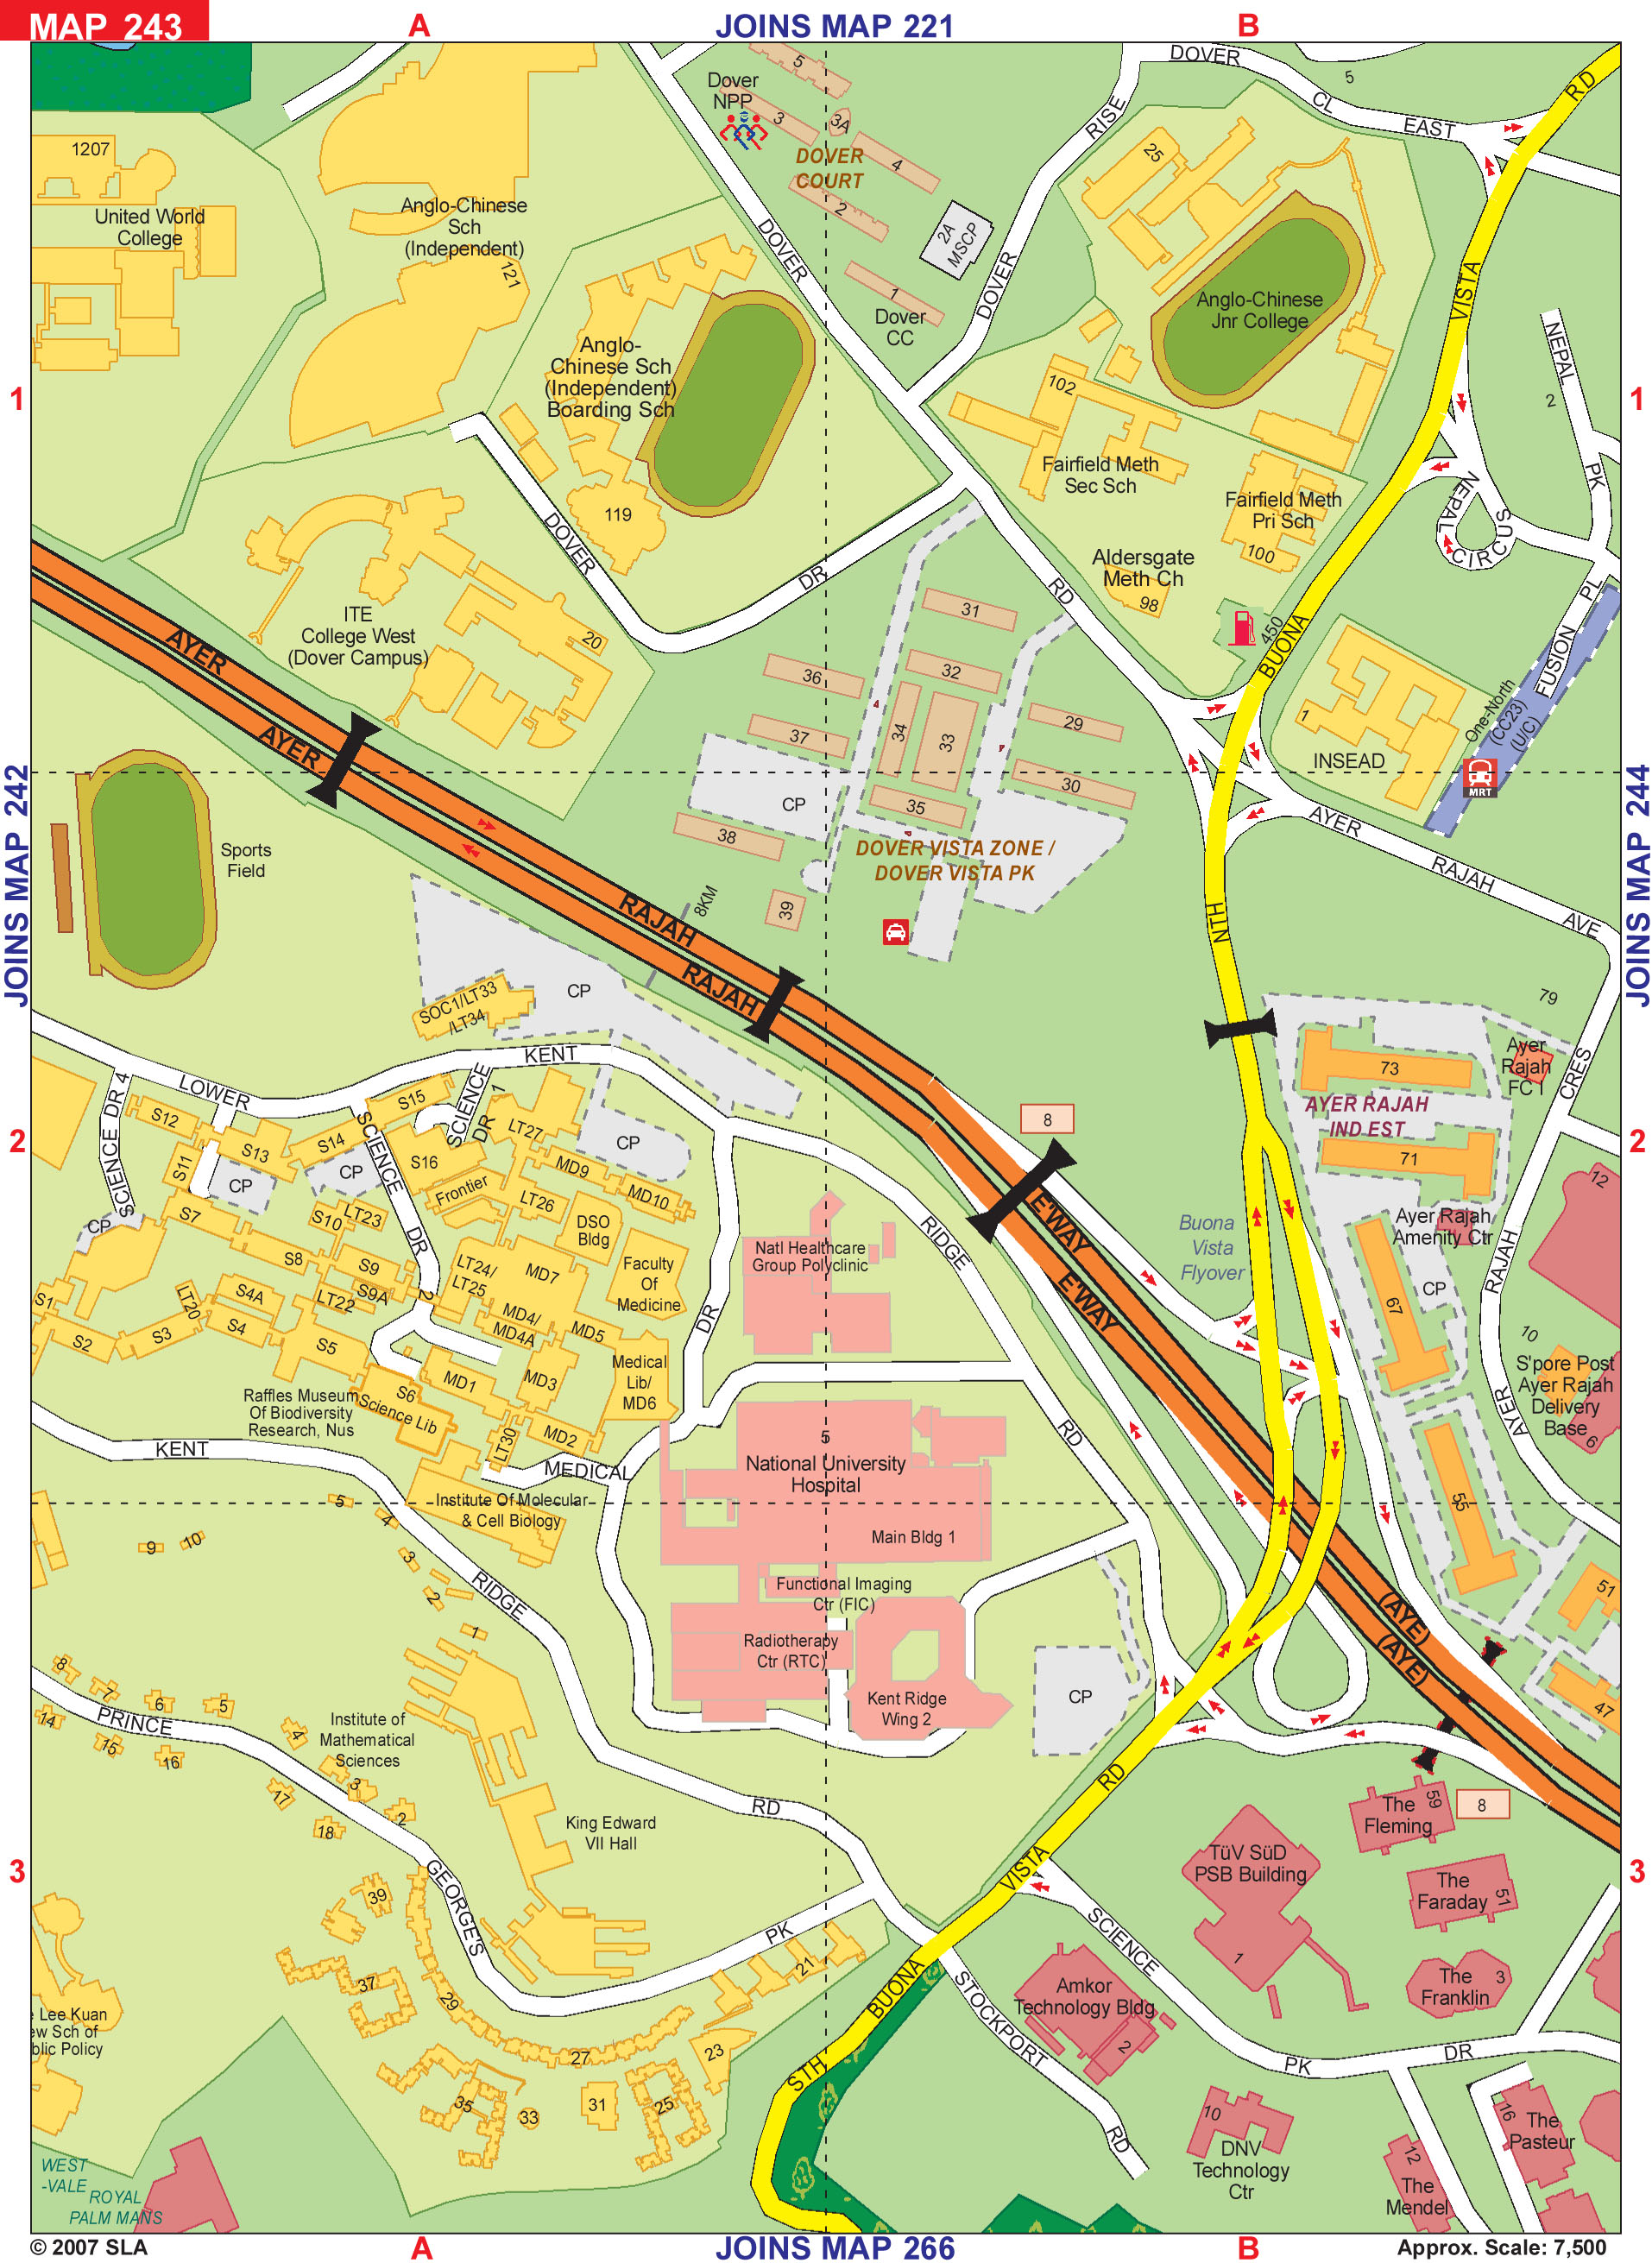 MAP 243
A
JOINS MAP 221
B
DOVER
CL
EAST
5
RD
Dover
NPP
5
3
3A
4
DOVER
COURT
2
2A
MSCP
1
Dover
CC
RISE
DOVER
DOVER
25
Anglo-Chinese
Jnr College
VISTA
NEPAL
2
PK
1207
United World
College
Anglo-Chinese
Sch
(Independent)
121
Anglo-
Chinese Sch
(Independent)
Boarding Sch
119
1
1
102
Fairfield Meth
Sec Sch
Fairfield Meth
Pri Sch
100
Aldersgate
Meth Ch
98
NEPAL
CIRCUS
PL
FUSION
DOVER
DR
RD
450
BUONA
ITE
College West
(Dover Campus)
20
AYER
AYER
31
32
36
37
34
33
29
30
35
CP
38
39
DOVER VISTA ZONE /
DOVER VISTA PK
1
INSEAD
One-North
(CC23)
(U/C)
MRT
AYER
RAJAH
AVE
NTH
JOINS MAP 242
JOINS MAP 244
Sports
Field
8KM
RAJAH
RAJAH
CP
SOC1/LT33
/LT34
79
Ayer
Rajah
FC I
73
AYER RAJAH
IND EST
71
CRES
KENT
LOWER
SCIENCE DR 4
SCIENCE
DR 1
S15
S12
S13
S14
S11
CP
CP
S16
LT27
CP
MD9
MD10
Frontier
LT26
DSO
Bldg
SCIENCE
DR
2
8
2
2
12
S7
CP
S10
LT23
S8
S9
S9A
LT22
LT24/
LT25
MD7
MD4/
MD4A
MD5
Faculty
Of
Medicine
Natl Healthcare
Group Polyclinic
RIDGE
E'WAY
E'WAY
Buona
Vista
Flyover
Ayer Rajah
Amenity Ctr
CP
RAJAH
67
S1
S2
S3
LT20
S4A
S4
S5
S6
Science Lib
MD1
MD3
MD2
LT30
Medical
Lib/
MD6
DR
10
S'pore Post
Ayer Rajah
Delivery
Base
6
AYER
Raffles Museum
Of Biodiversity
Research, Nus
KENT
MEDICAL
5
National University
Hospital
RD
Institute Of Molecular
& Cell Biology
Main Bldg 1
55
5
4
9
10
3
2
1
RIDGE
Functional Imaging
Ctr (FIC)
Radiotherapy
Ctr (RTC)
Kent Ridge
Wing 2
CP
(AYE)
(AYE)
51
47
8
7
6
5
14
PRINCE
15
16
4
Institute of
Mathematical
Sciences
3
17
2
18
King Edward
VII Hall
RD
RD
VISTA
59
The
Fleming
8
TüV SüD
PSB Building
1
The
Faraday
51
3
3
GEORGE'S
39
37
29
PK
21
BUONA
SCIENCE
Amkor
Technology Bldg
2
The
Franklin
3
Lee Kuan
ew Sch of
blic Policy
27
23
STH
STOCKPORT
RD
PK
DR
35
33
31
25
10
DNV
Technology
Ctr
16
The
Pasteur
12
The
Mendel
WEST
-VALE
ROYAL
PALM MANS
© 2007 SLA
A
JOINS MAP 266
B
Approx. Scale: 7,500